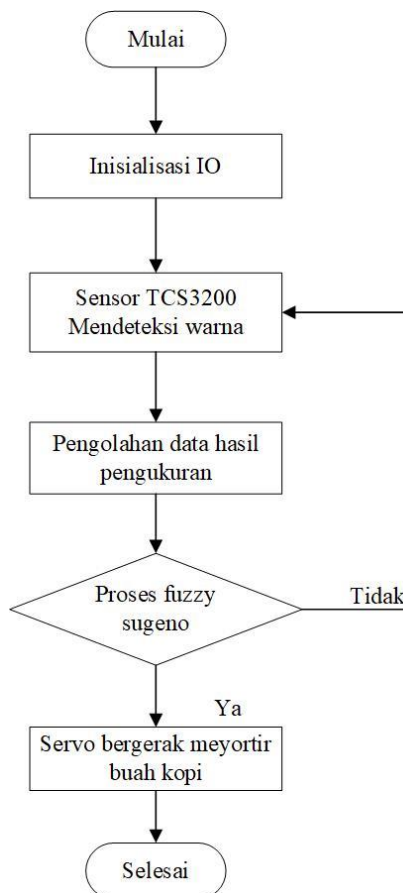 Mulai
Inisialisasi IO
Sensor TCS3200
Mendeteksi warna
Pengolahan data hasil
pengukuran
Proses fuzzy
sugeno
Tidak
Ya
Servo bergerak meyortir
buah kopi
Selesai